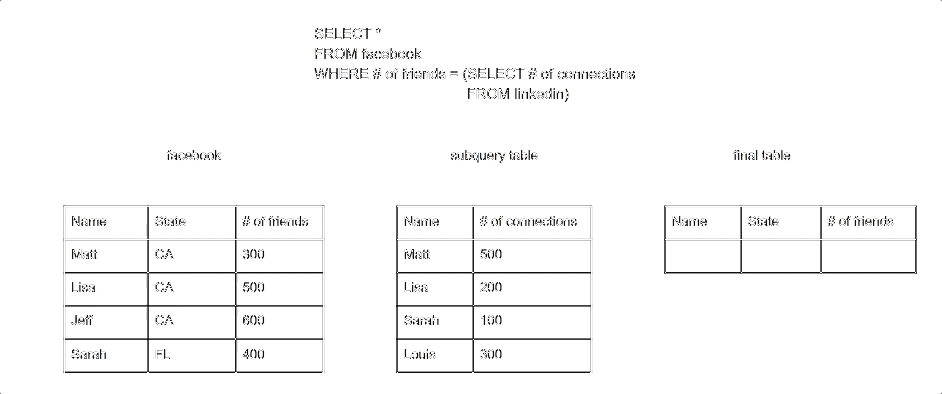 SELECT *
FROM facebook
WHERE # of friends = (SELECT # of connections
FROM linkedin)
facebook
Name State # of friends
Matt CA 300
Lisa CA 500
Jeff CA 600
Sarah FL 400
subquery table
Name # of connections
Matt 500
Lisa 200
Sarah 100
Louis 300
final table
Name State # of friends